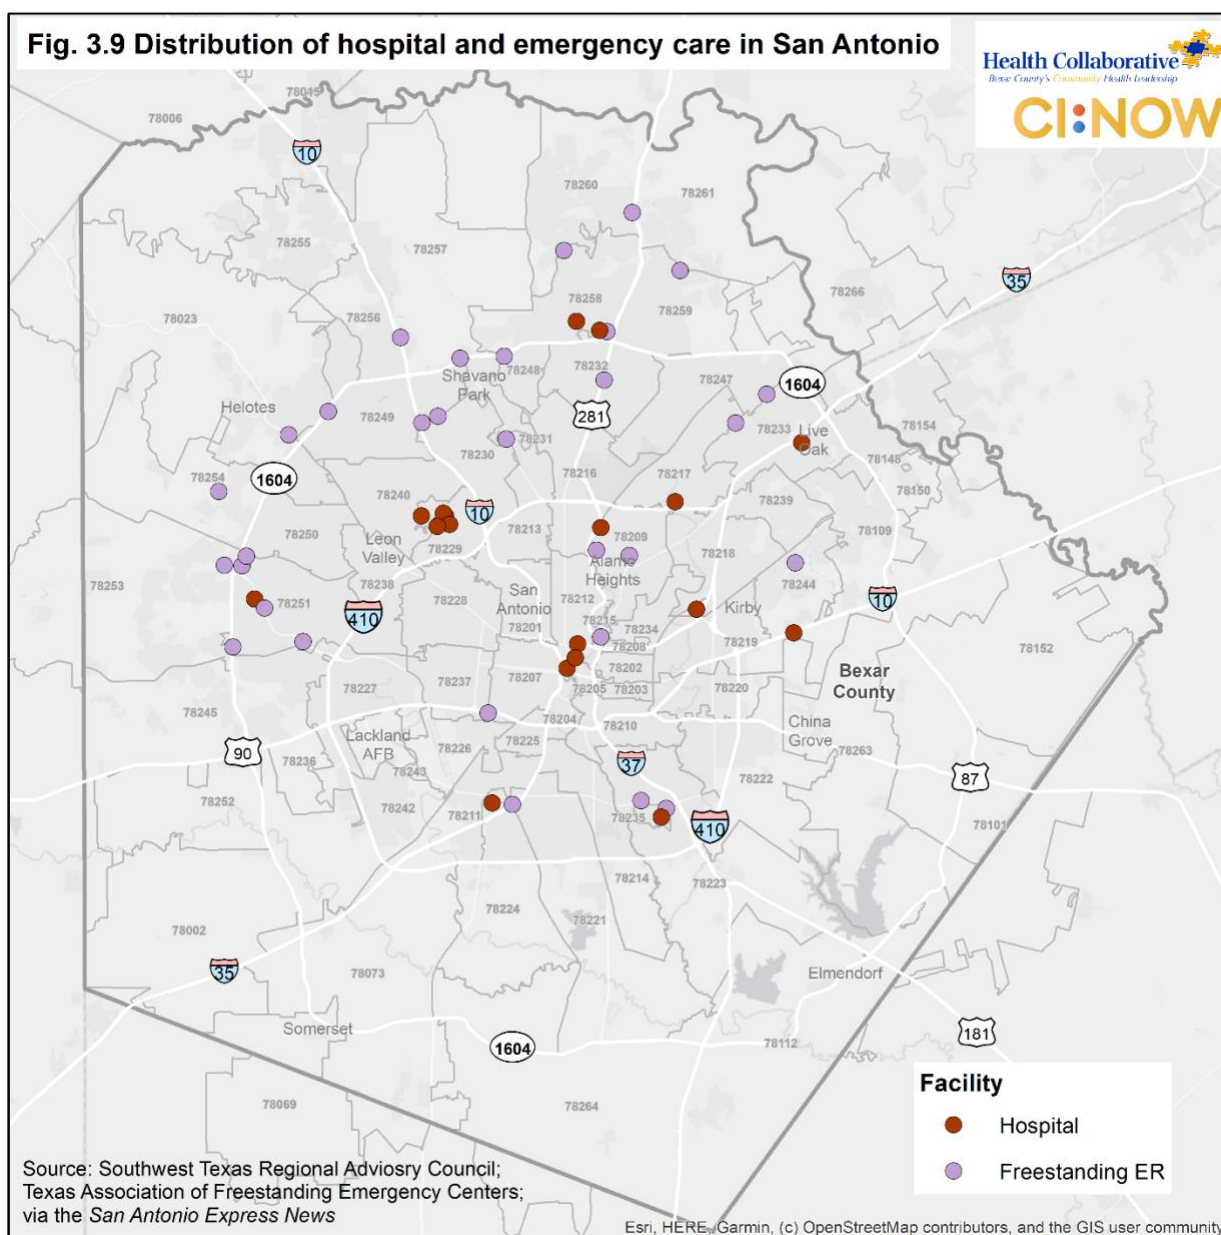 Fig. 3.9 Distribution of hospital and emergency care in San Antonio
Health Collaborative
Bexar County's Community Health Leadership
CI:NOW
78015
78006
10
78260
78261
78255
78257
35
78266
78258
78259
78023
78256
78248
Shavano
Park
78232
78247
1604
Helotes
281
78249
78233
Live
Oak
78154
78231
78230
78148
78216
78217
1604
78254
78240
78150
78239
10
78250
Leon
Valley
78213
78209
78109
78229
78218
Alamo
Heights
78253
78238
78244
78251
78228
San
Antonio
78201
78212
10
410
Kirby
78215
78234
78208
78219
78152
78202
78207
Bexar
County
78237
78205
78203
78220
78227
78245
78204
78210
China
Grove
Lackland
AFB
78226
78225
78263
90
78236
37
78243
78222
87
78252
78242
78211
78235
410
78101
78214
78223
78224
78221
78002
35
78073
Elmendorf
Somerset
1604
181
78112
78069
78264
Facility
Hospital
Freestanding ER
Source: Southwest Texas Regional Adviosry Council;
Texas Association of Freestanding Emergency Centers;
via the San Antonio Express News
Esri, HERE, Garmin, (c) OpenStreetMap contributors, and the GIS user community